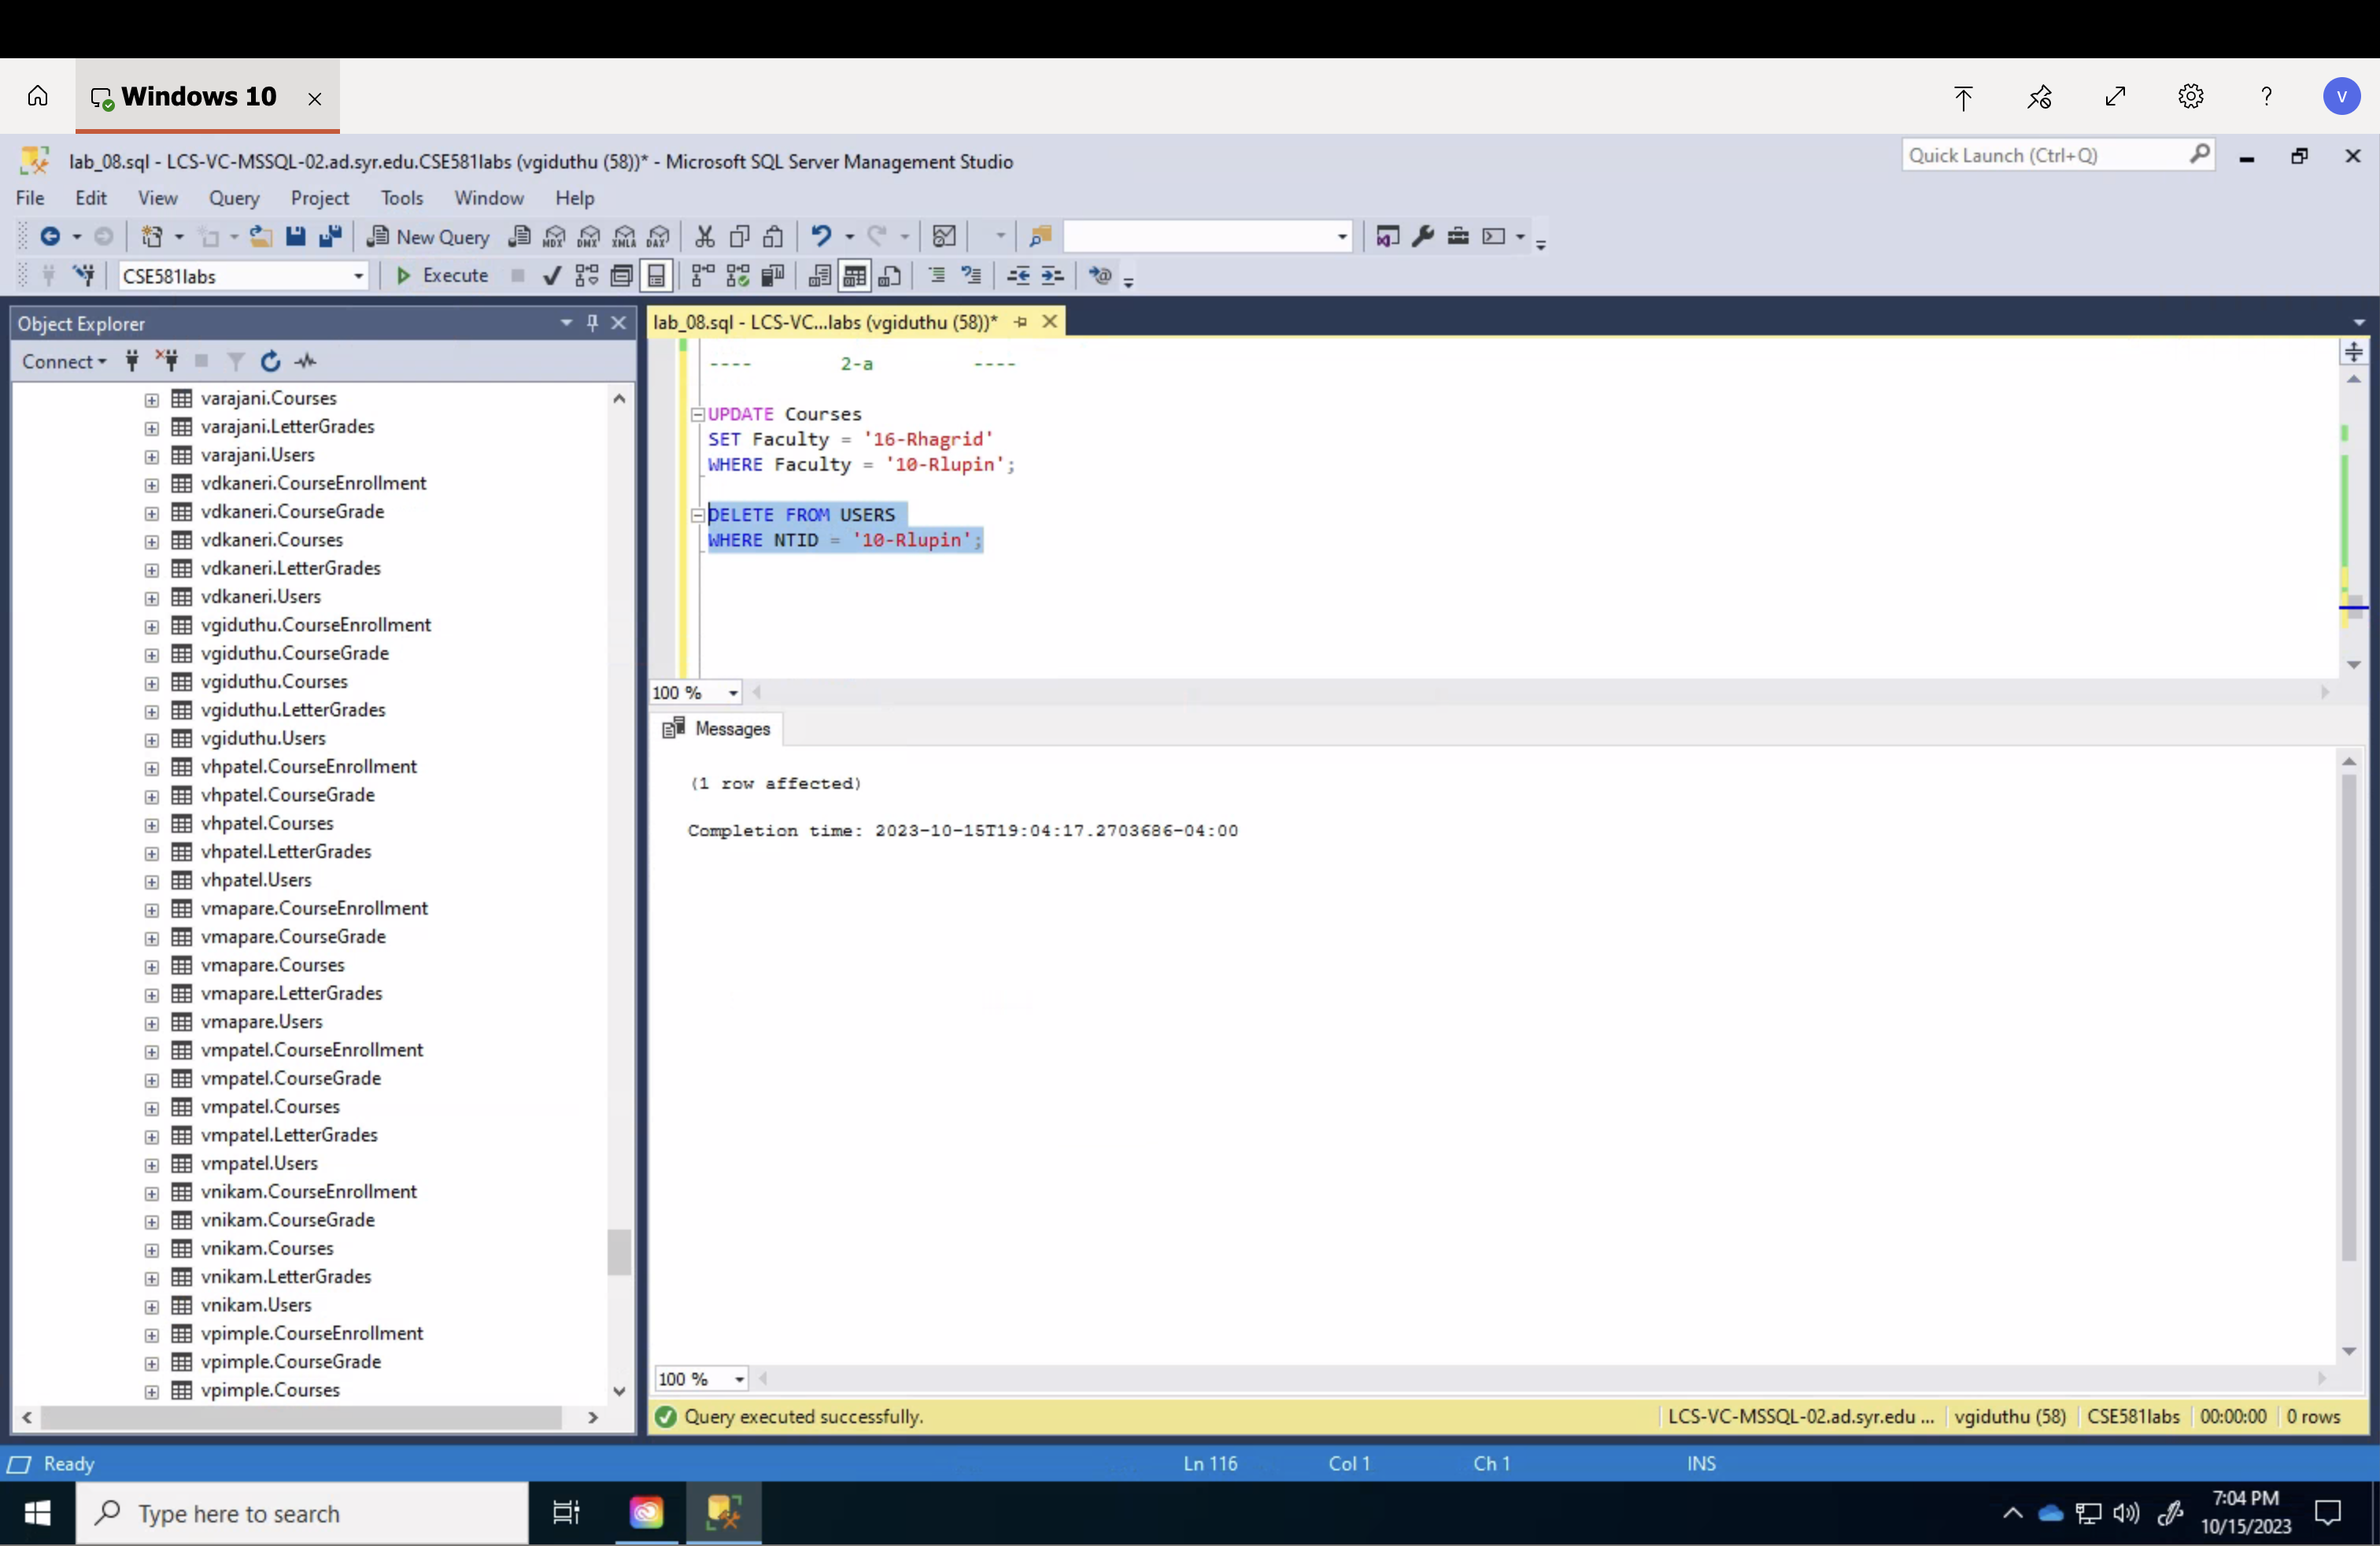 Windows 10
V
lab_08.sql - LCS-VC-MSSQL-02.ad.syr.edu.CSE581labs (vgiduthu (58))* - Microsoft SQL Server Management Studio
Quick Launch (Ctrl+Q)
File Edit View Query Project Tools Window Help
New Query MDX DMX XMLA DAX
CSE581labs Execute
Object Explorer
Connect
varajani.Courses
varajani.LetterGrades
varajani.Users
vdkaneri.CourseEnrollment
vdkaneri.CourseGrade
vdkaneri.Courses
vdkaneri.LetterGrades
vdkaneri.Users
vgiduthu.CourseEnrollment
vgiduthu.CourseGrade
vgiduthu.Courses
vgiduthu.LetterGrades
vgiduthu.Users
vhpatel.CourseEnrollment
vhpatel.CourseGrade
vhpatel.Courses
vhpatel.LetterGrades
vhpatel.Users
vmapare.CourseEnrollment
vmapare.CourseGrade
vmapare.Courses
vmapare.LetterGrades
vmapare.Users
vmpatel.CourseEnrollment
vmpatel.CourseGrade
vmpatel.Courses
vmpatel.LetterGrades
vmpatel.Users
vnikam.CourseEnrollment
vnikam.CourseGrade
vnikam.Courses
vnikam.LetterGrades
vnikam.Users
vpimple.CourseEnrollment
vpimple.CourseGrade
vpimple.Courses
lab_08.sql - LCS-VC...labs (vgiduthu (58))*
---- 2-a ----
UPDATE Courses
SET Faculty = '16-Rhagrid'
WHERE Faculty = '10-Rlupin';
DELETE FROM USERS
WHERE NTID = '10-Rlupin';
100 %
Messages
(1 row affected)
Completion time: 2023-10-15T19:04:17.2703686-04:00
100 %
Query executed successfully. LCS-VC-MSSQL-02.ad.syr.edu ... vgiduthu (58) CSE581labs 00:00:00 0 rows
Ready Ln 116 Col 1 Ch 1 INS
Type here to search
7:04 PM
10/15/2023